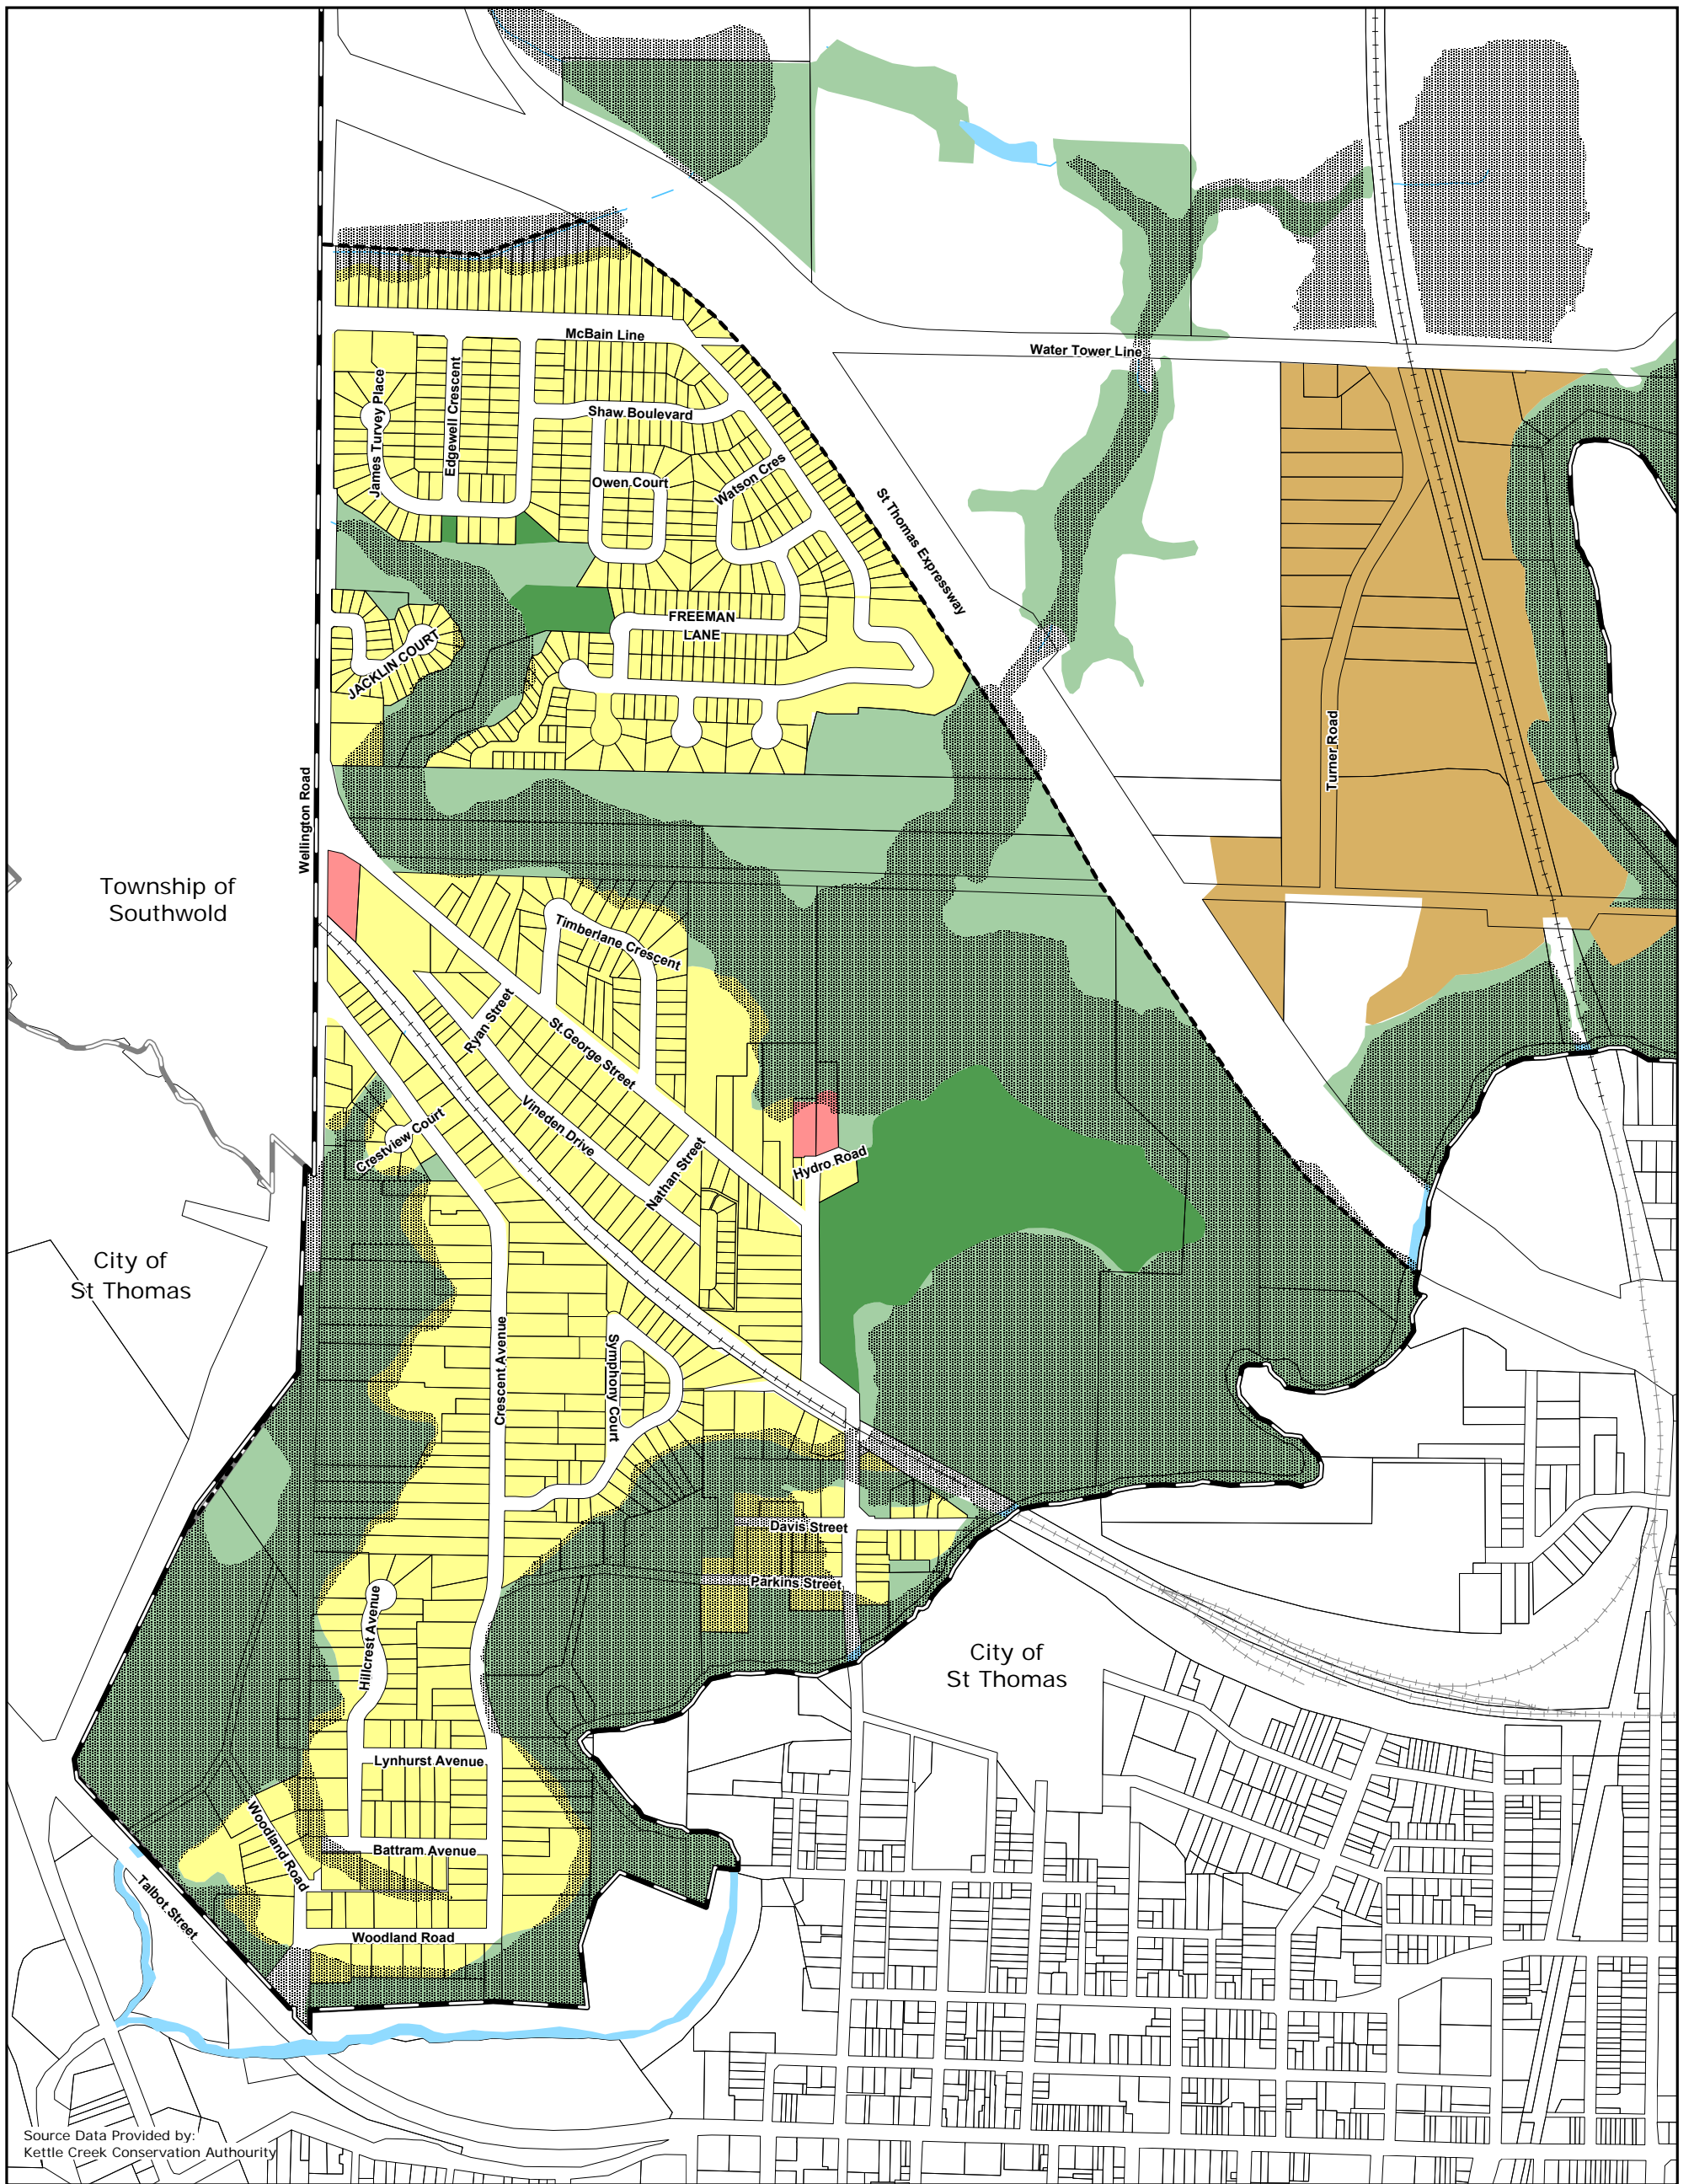 McBain Line
Water Tower Line
James Turvey Place
Edgewell Crescent
Shaw Boulevard
Owen Court
Watson Cres
St Thomas Expressway
FREEMAN
LANE
JACKLIN COURT
Turner Road
Wellington Road
Township of
Southwold
Timberlane Crescent
Ryan Street
St.George Street
Vineden Drive
Crestview Court
Nathan Street
Hydro Road
City of
St Thomas
Crescent Avenue
Symphony Court
Davis Street
Parkins Street
Hillcrest Avenue
City of
St Thomas
Lynhurst Avenue
Woodland Road
Battram Avenue
Talbot Street
Woodland Road
Source Data Provided by:
Kettle Creek Conservation Authourity